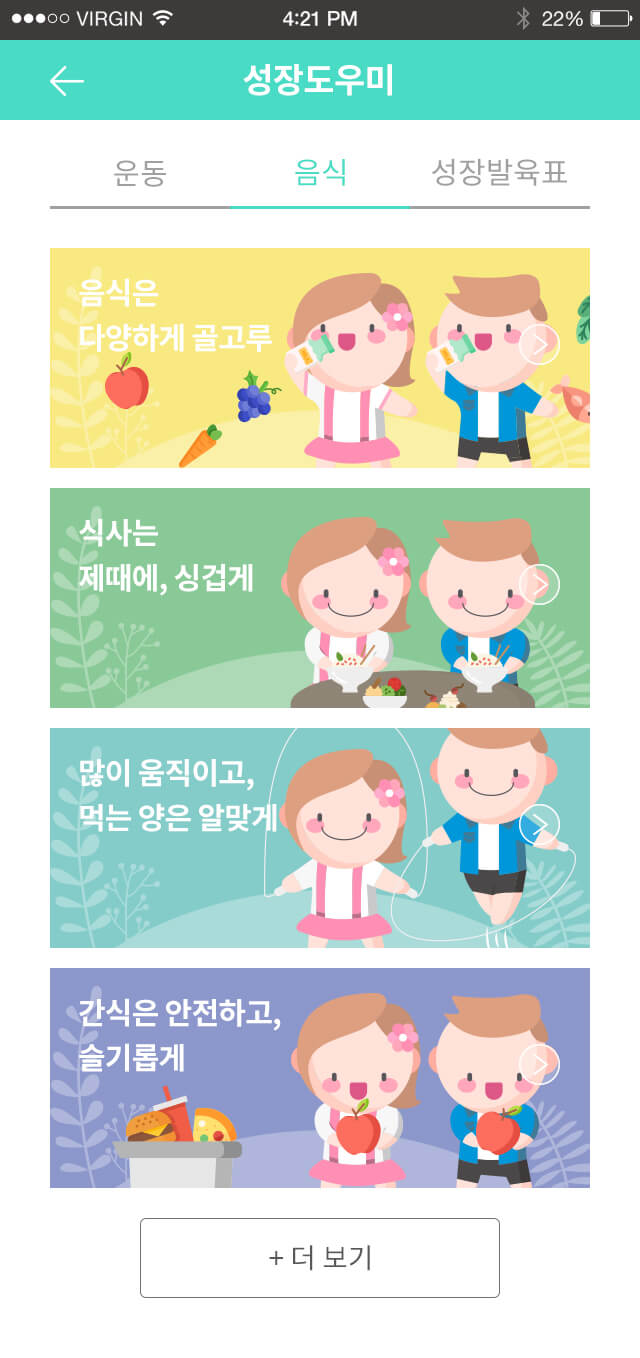 VIRGIN 4:21 PM 22%
성장도우미
운동 음식 성장발육표
음식은
다양하게 골고루
식사는
제때에, 싱겁게
많이 움직이고,
먹는 양은 알맞게
간식은 안전하고,
슬기롭게
+ 더 보기